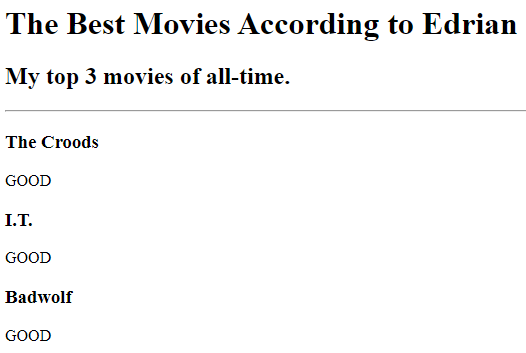 The Best Movies According to Edrian
My top 3 movies of all-time.
The Croods
GOOD
I.T.
GOOD
Badwolf
GOOD